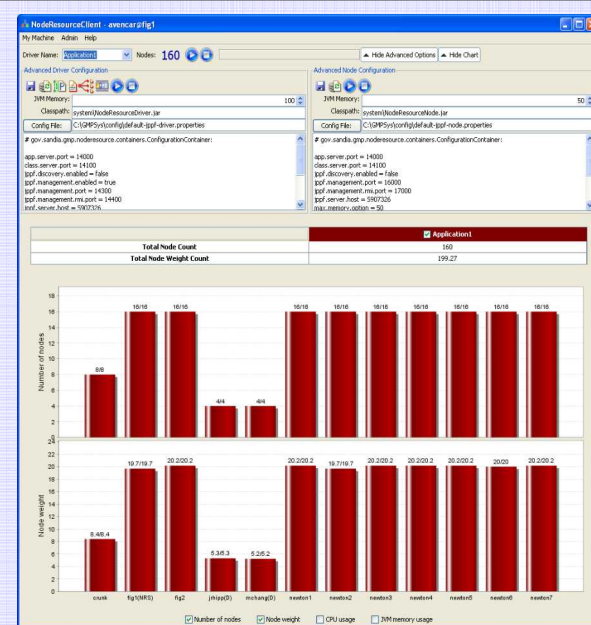 NodeResourceClient - avencar@fig1
My Machine Admin Help
Driver Name: Application1 Nodes: 160 Hide Advanced Options Hide Chart
Advanced Driver Configuration
JVM Memory: 100
Classpath: system\NodeResourceDriver.jar
Config File: C:\GMPSys\config\default-jppf-driver.properties
# gov.sandia.gmp.noderesource.containers.ConfigurationContainer:
app.server.port = 14000
class.server.port = 14100
jppf.discovery.enabled = false
jppf.management.enabled = true
jppf.management.port = 14300
jppf.management.rmi.port = 14400
jppf.server.host = S907326
Advanced Node Configuration
JVM Memory: 50
Classpath: system\NodeResourceNode.jar
Config File: C:\GMPSys\config\default-jppf-node.properties
# gov.sandia.gmp.noderesource.containers.ConfigurationContainer:
app.server.port = 14000
class.server.port = 14100
jppf.discovery.enabled = false
jppf.management.port = 16000
jppf.management.rmi.port = 17000
jppf.server.host = S907326
max.memory.option = 50
Application1
Total Node Count 160
Total Node Weight Count 199.27
Number of nodes
18
16
14
12
10
8
6
4
2
0
8/8 16/16 16/16 4/4 4/4 16/16 16/16 16/16 16/16 16/16 16/16 16/16
Node weight
24
22
20
18
16
14
12
10
8
6
4
2
0
8.4/8.4 19.7/19.7 20.2/20.2 5.3/5.3 5.2/5.2 20.2/20.2 19.7/19.7 20.2/20.2 20.2/20.2 20.2/20.2 20/20 20.2/20.2
crunk fig1(NRS) fig2 jrhipp(D) mchang(D) newton1 newton2 newton3 newton4 newton5 newton6 newton7
Number of nodes Node weight CPU usage JVM memory usage